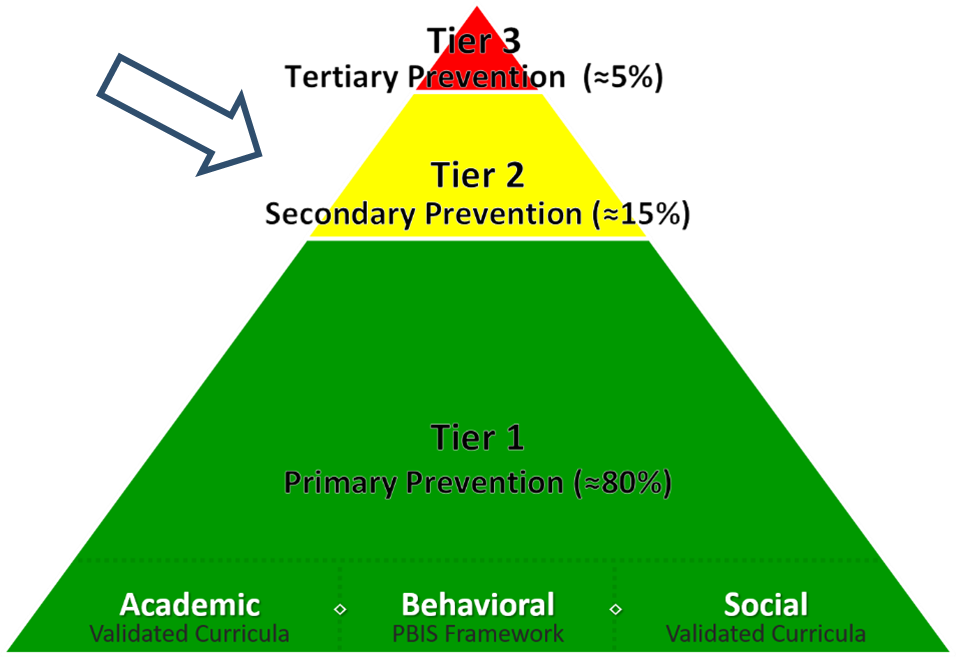 Tier 3
Tertiary Prevention (≈5%)
Tier 2
Secondary Prevention (≈15%)
Tier 1
Primary Prevention (≈80%)
Academic ◇ Behavioral ◇ Social
Validated Curricula PBIS Framework Validated Curricula